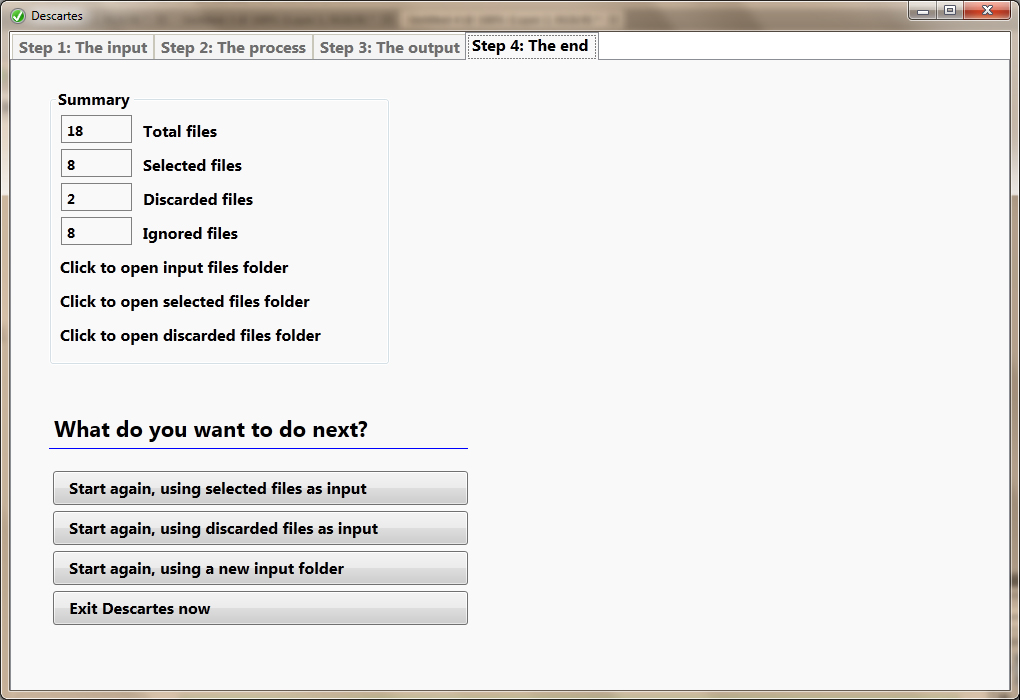 Descartes
Step 1: The input Step 2: The process Step 3: The output Step 4: The end
Summary
18 Total files
8 Selected files
2 Discarded files
8 Ignored files
Click to open input files folder
Click to open selected files folder
Click to open discarded files folder
What do you want to do next?
Start again, using selected files as input
Start again, using discarded files as input
Start again, using a new input folder
Exit Descartes now